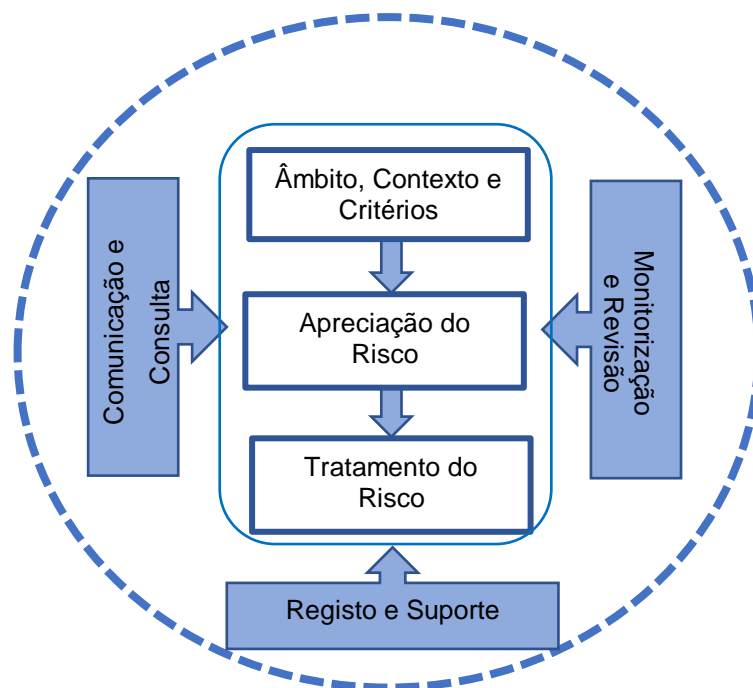 Âmbito, Contexto e
Critérios
Comunicação e
Consulta
Apreciação do
Risco
Monitorização
e Revisão
Tratamento do
Risco
Registo e Suporte